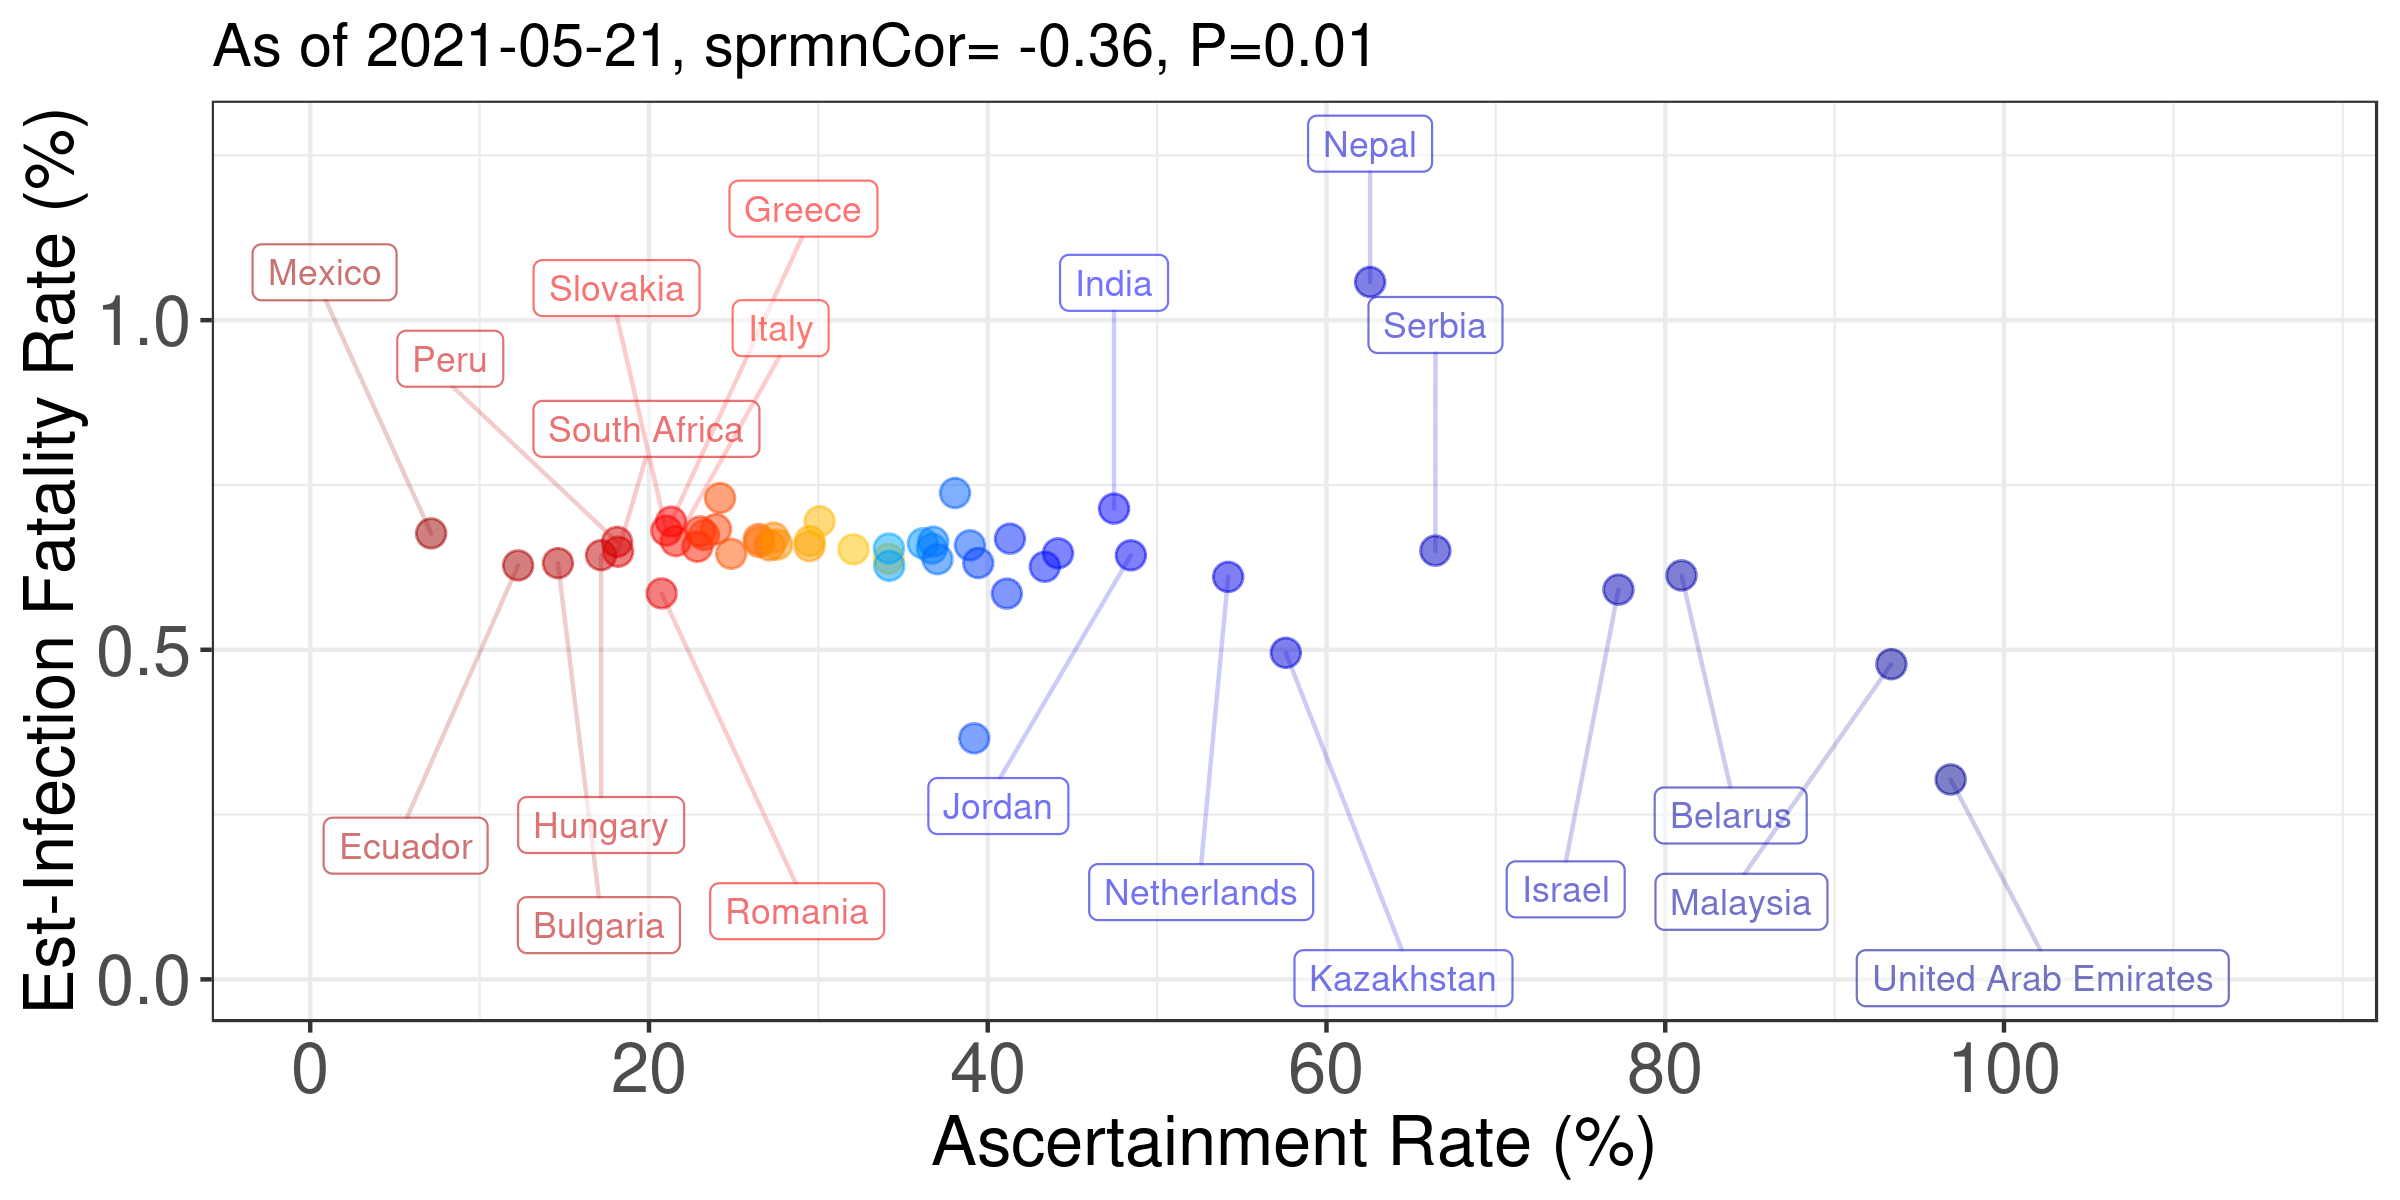 As of 2021-05-21, sprmnCor= -0.36, P=0.01
Est-Infection Fatality Rate (%)
1.0
0.5
0.0
Nepal
Greece
Mexico
Slovakia
India
Italy
Serbia
Peru
South Africa
Jordan
Belarus
Hungary
Ecuador
Netherlands
Israel
Malaysia
Romania
Bulgaria
Kazakhstan
United Arab Emirates
0
20
40
60
80
100
Ascertainment Rate (%)